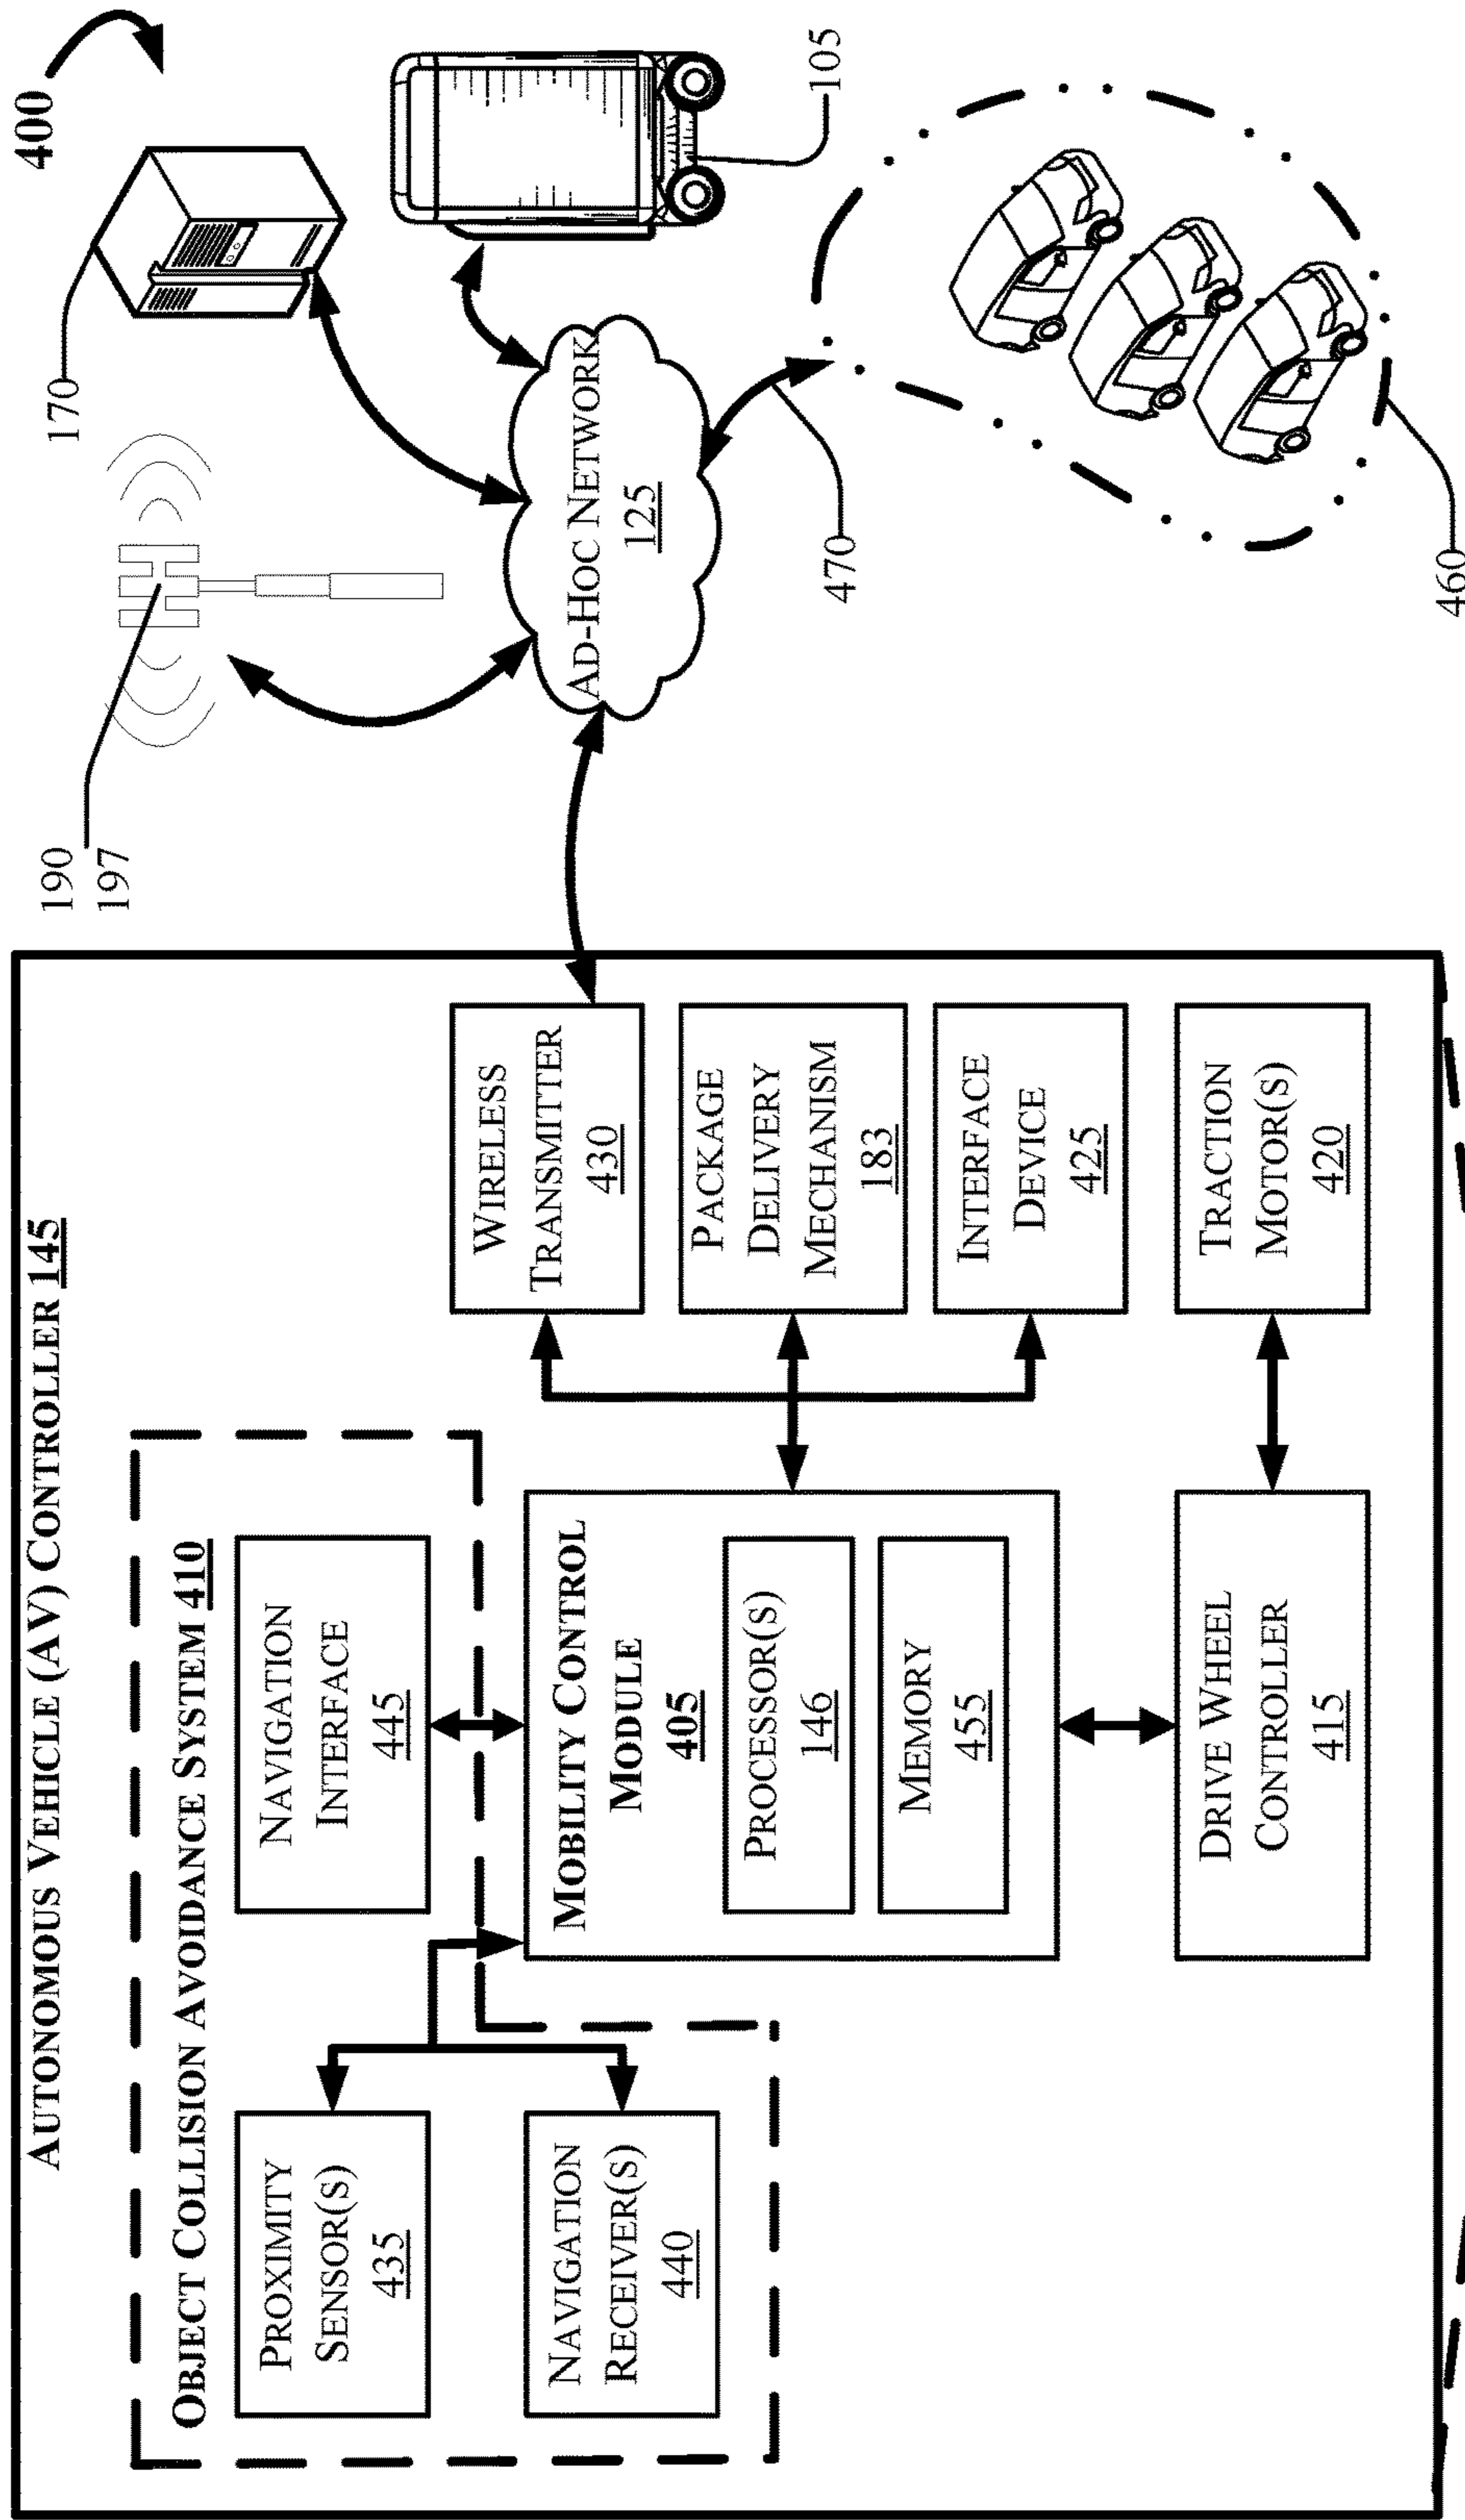 400
AUTONOMOUS VEHICLE (AV) CONTROLLER 145
OBJECT COLLISION AVOIDANCE SYSTEM 410
PROXIMITY
SENSOR(S)
435
NAVIGATION
RECEIVER(S)
440
NAVIGATION
INTERFACE
445
MOBILITY CONTROL
MODULE
405
PROCESSOR(S)
146
MEMORY
455
DRIVE WHEEL
CONTROLLER
415
WIRELESS
TRANSMITTER
430
PACKAGE
DELIVERY
MECHANISM
183
INTERFACE
DEVICE
425
TRACTION
MOTOR(S)
420
190
197
170
AD-HOC NETWORK
125
105
470
460